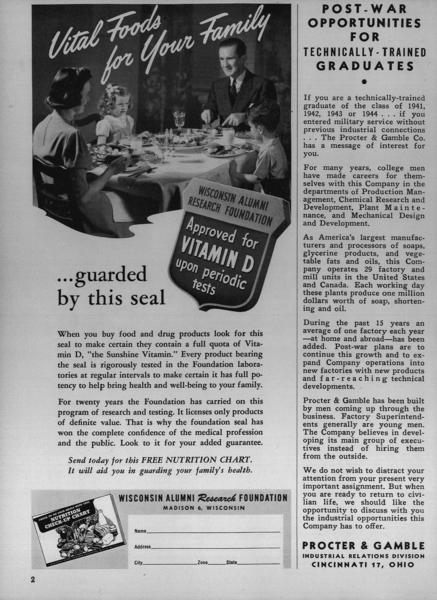 Vital Foods
for Your Family
WISCONSIN ALUMNI
RESEARCH FOUNDATION
Approved for
VITAMIN D
upon periodic
tests
...guarded
by this seal
When you buy food and drug products look for this
seal to make certain they contain a full quota of Vita-
min D, "the Sunshine Vitamin." Every product bearing
the seal is rigorously tested in the Foundation labora-
tories at regular intervals to make certain it has full po-
tency to help bring health and well-being to your family.
For twenty years the Foundation has carried on this
program of research and testing. It licenses only products
of definite value. That is why the foundation seal has
won the complete confidence of the medical profession
and the public. Look to it for your added guarantee.
Send today for this FREE NUTRITION CHART.
It will aid you in guarding your family's health.
NUTRITION
CHECK-UP CHART
WISCONSIN ALUMNI Research FOUNDATION
MADISON 6, WISCONSIN
Name
Address
City Zone State
2
POST-WAR
OPPORTUNITIES
FOR
TECHNICALLY-TRAINED
GRADUATES
•
If you are a technically-trained
graduate of the class of 1941,
1942, 1943 or 1944 . . . if you
entered military service without
previous industrial connections
. . . The Procter & Gamble Co.
has a message of interest for
you.
For many years, college men
have made careers for them-
selves with this Company in the
departments of Production Man-
agement, Chemical Research and
Development, Plant Mainte-
nance, and Mechanical Design
and Development.
As America's largest manufac-
turers and processors of soaps,
glycerine products, and vege-
table fats and oils, this Com-
pany operates 29 factory and
mill units in the United States
and Canada. Each working day
these plants produce one million
dollars worth of soap, shorten-
ing and oil.
During the past 15 years an
average of one factory each year
—at home and abroad—has been
added. Post-war plans are to
continue this growth and to ex-
pand Company operations into
new factories with new products
and far-reaching technical
developments.
Procter & Gamble has been built
by men coming up through the
business. Factory Superintend-
ents generally are young men.
The Company believes in devel-
oping its main group of execu-
tives instead of hiring them
from the outside.
We do not wish to distract your
attention from your present very
important assignment. But when
you are ready to return to civi-
lian life, we should like the
opportunity to discuss with you
the industrial opportunities this
Company has to offer.
PROCTER & GAMBLE
INDUSTRIAL RELATIONS DIVISION
CINCINNATI 17, OHIO